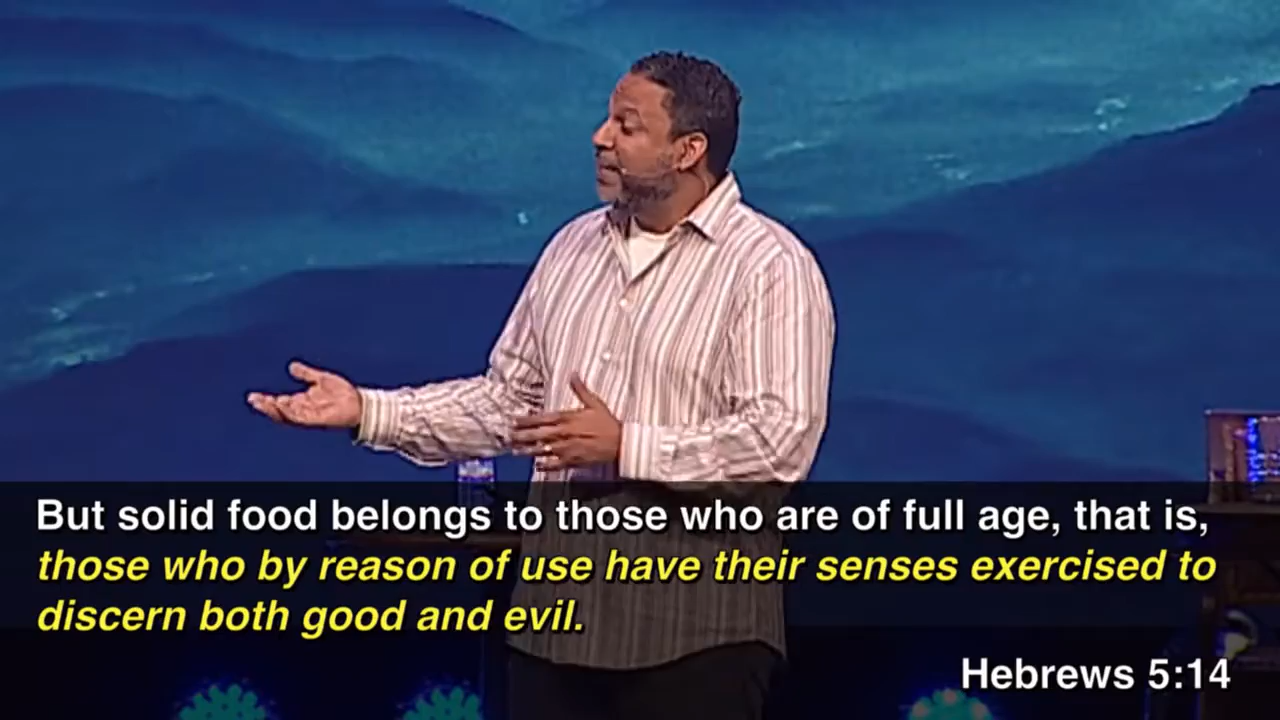 But solid food belongs to those who are of full age, that is,
those who by reason of use have their senses exercised to
discern both good and evil.
Hebrews 5:14